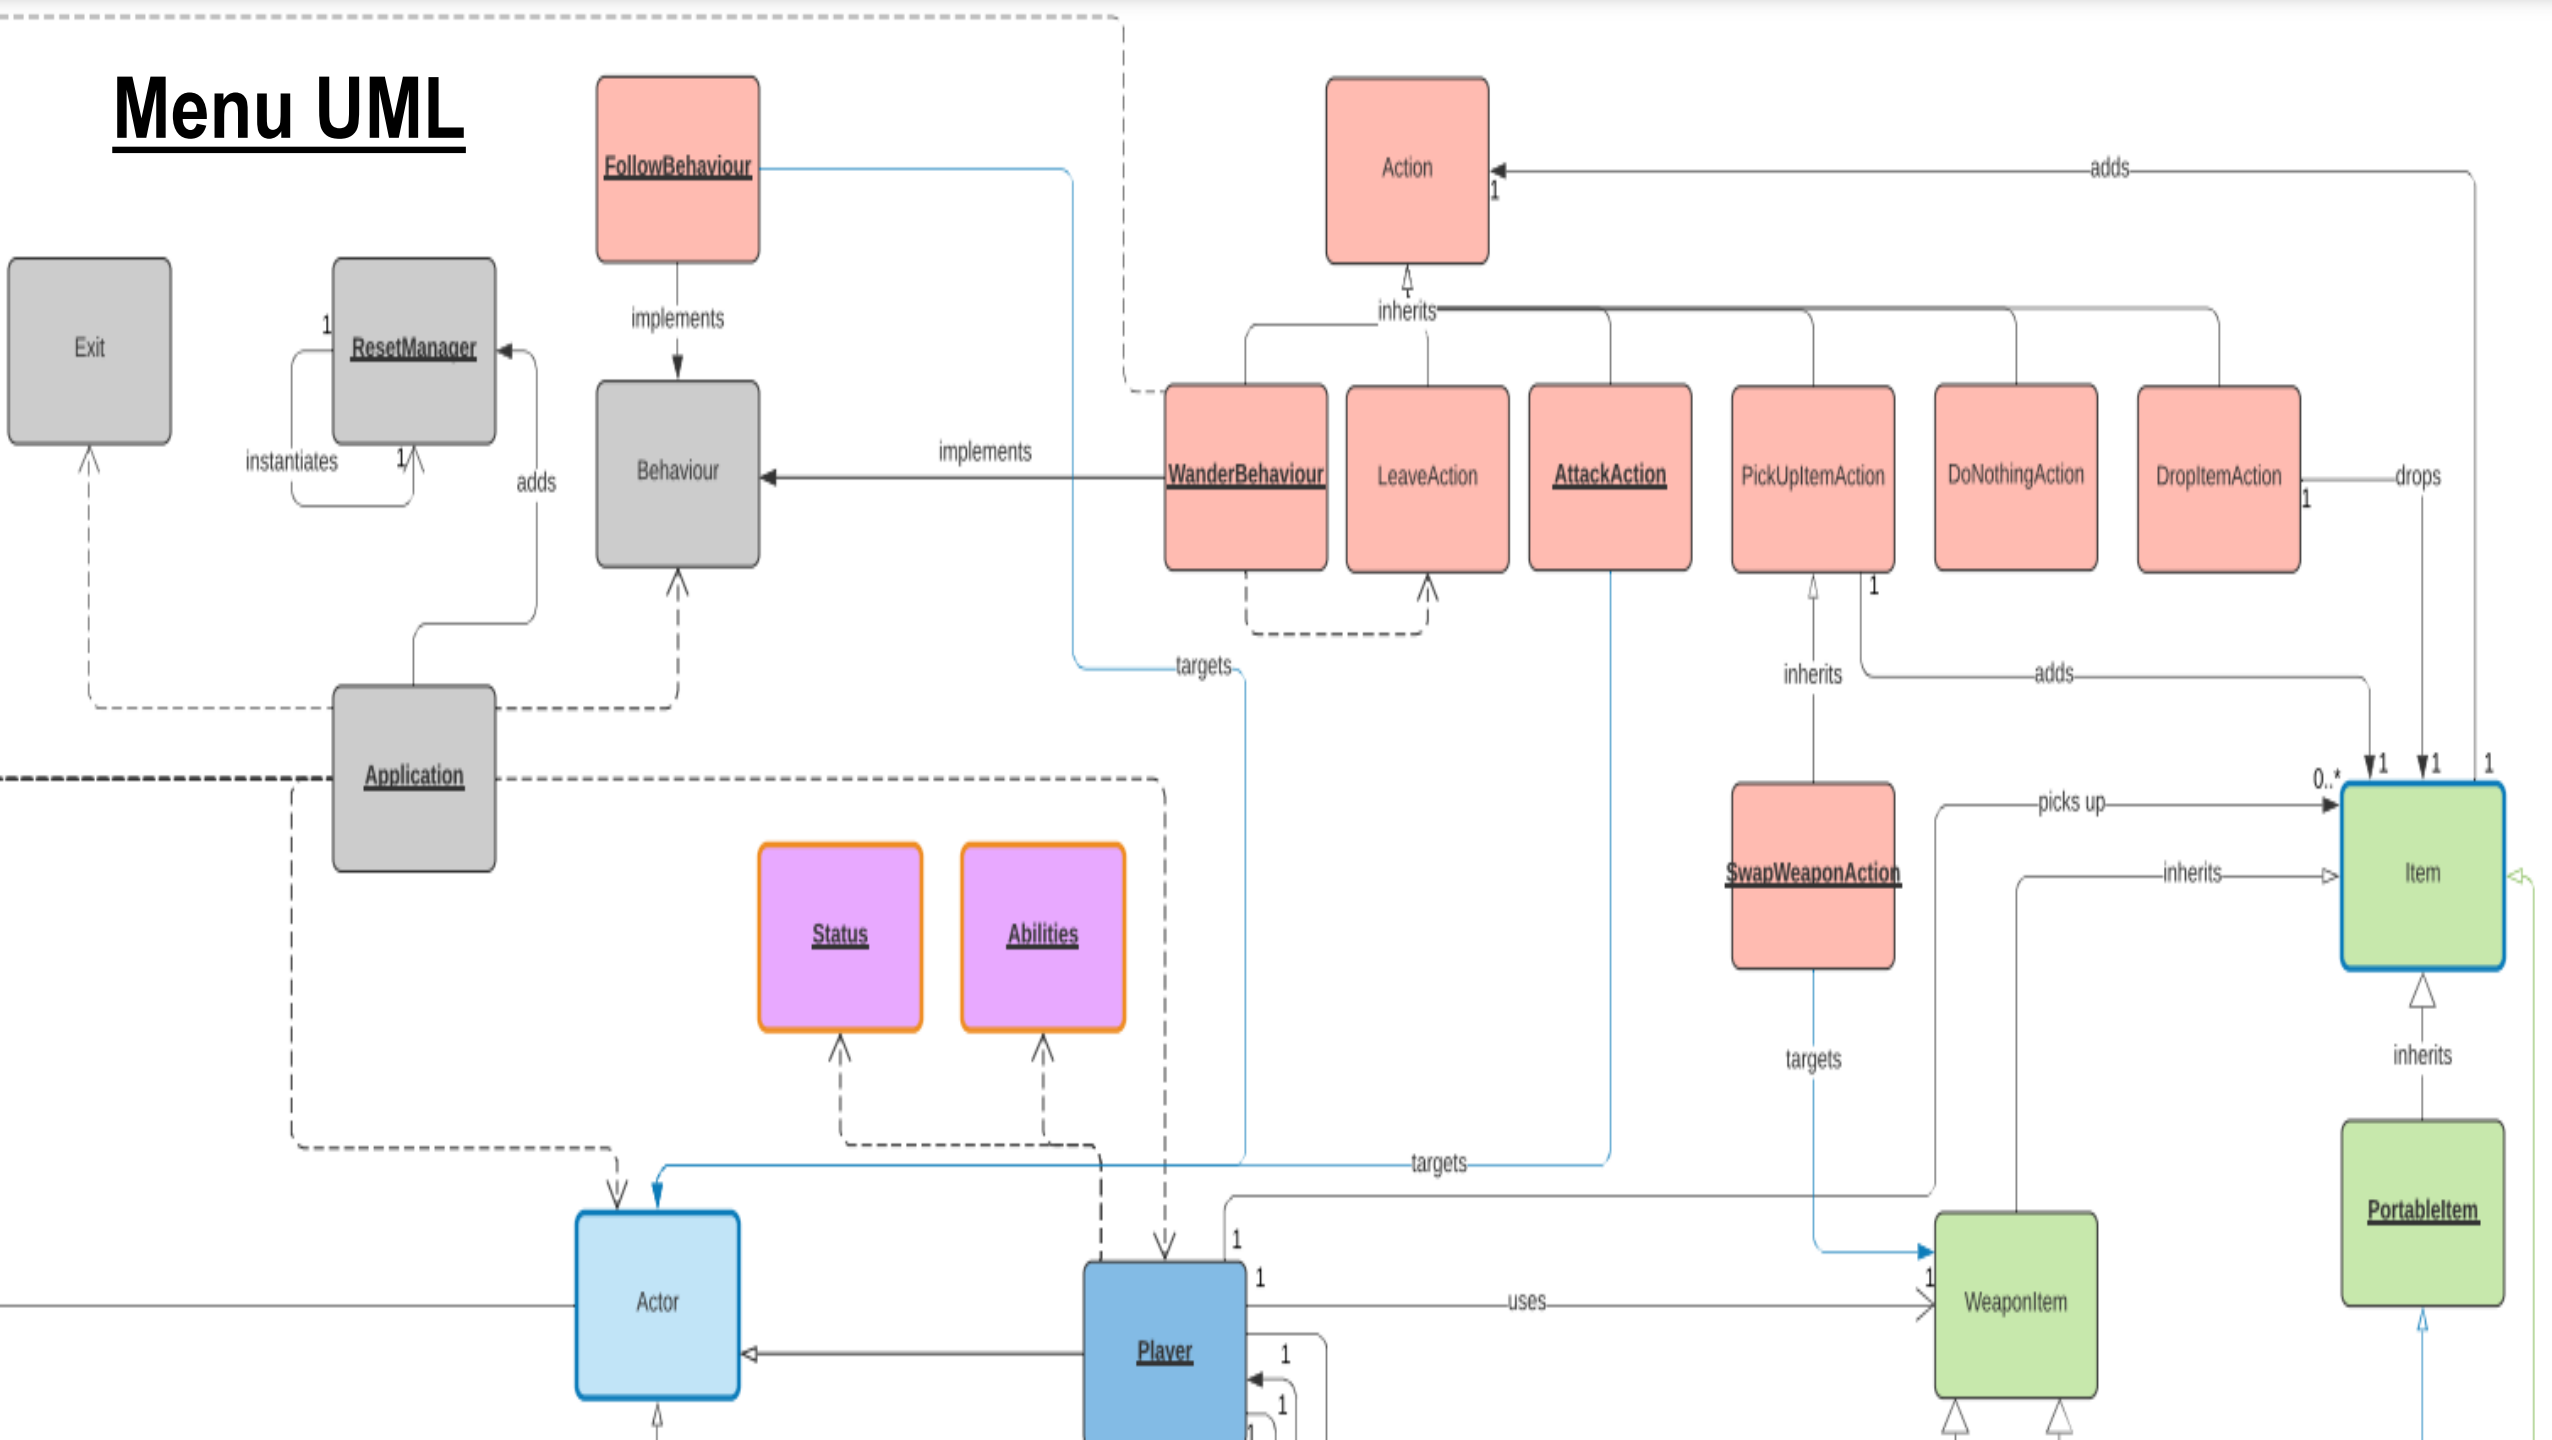 Menu UML
FollowBehaviour
Action
adds
1
implements
inherits
1
Exit
ResetManager
instantiates
1
adds
Behaviour
implements
WanderBehaviour
LeaveAction
AttackAction
PickUpItemAction
DoNothingAction
DropItemAction
drops
1
1
targets
inherits
adds
Application
0..*
1
1
1
picks up
SwapWeaponAction
inherits
Item
Status
Abilities
targets
inherits
targets
PortableItem
1
1
1
Actor
uses
WeaponItem
Player
1
1
1